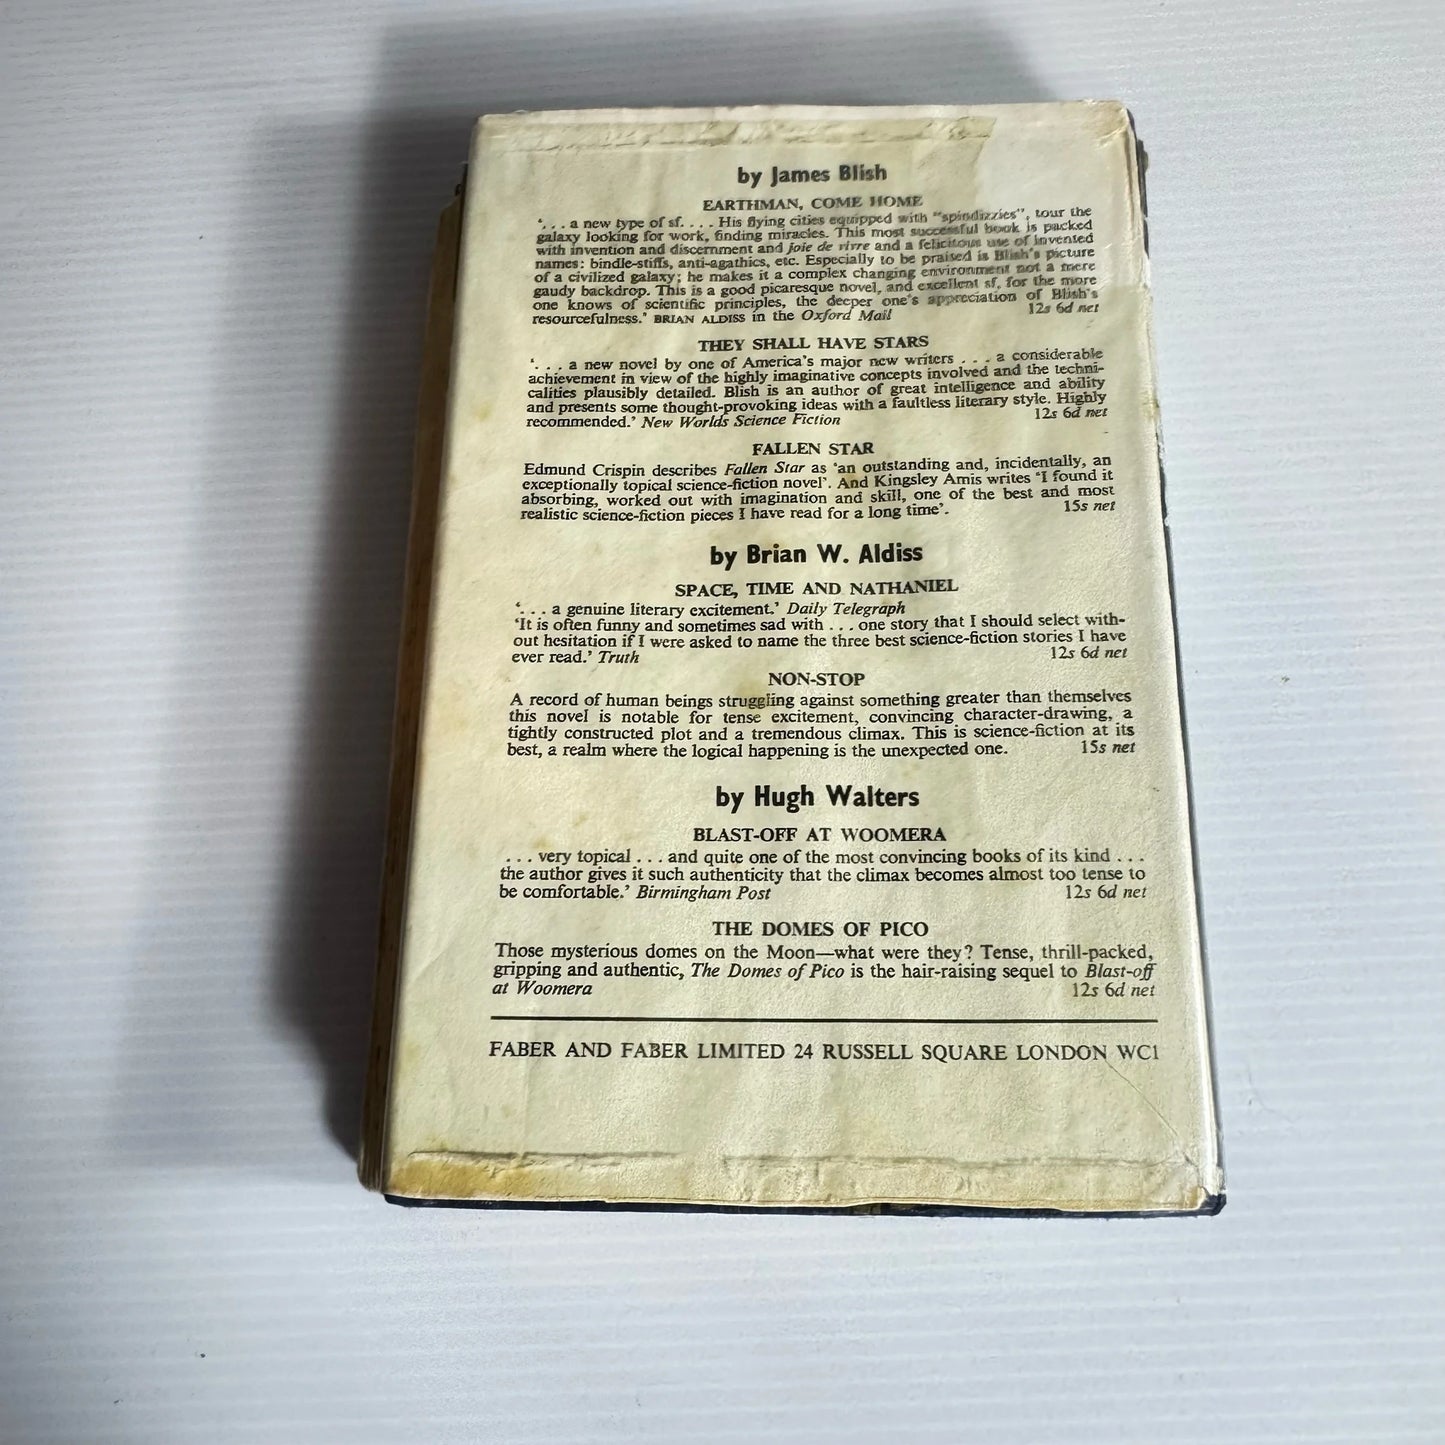 by James Blish
EARTHMAN, COME HOME
'. . . a new type of sf. . . . His flying cities equipped with "spindizzies", tour the
galaxy looking for work, finding miracles. This most successful book is packed
with invention and discernment and joie de vivre and a felicitous use of invented
names: bindle-stiffs, anti-agathics, etc. Especially to be praised is Blish's picture
of a civilized galaxy; he makes it a complex changing environment not a mere
gaudy backdrop. This is a good picaresque novel, and excellent sf, for the more
one knows of scientific principles, the deeper one's appreciation of Blish's
resourcefulness.' BRIAN ALDISS in the Oxford Mail 12s 6d net
THEY SHALL HAVE STARS
'. . . a new novel by one of America's major new writers . . . a considerable
achievement in view of the highly imaginative concepts involved and the techni-
calities plausibly detailed. Blish is an author of great intelligence and ability
and presents some thought-provoking ideas with a faultless literary style. Highly
recommended.' New Worlds Science Fiction 12s 6d net
FALLEN STAR
Edmund Crispin describes Fallen Star as 'an outstanding and, incidentally, an
exceptionally topical science-fiction novel'. And Kingsley Amis writes 'I found it
absorbing, worked out with imagination and skill, one of the best and most
realistic science-fiction pieces I have read for a long time'. 15s net
by Brian W. Aldiss
SPACE, TIME AND NATHANIEL
'. . . a genuine literary excitement.' Daily Telegraph
'It is often funny and sometimes sad with . . . one story that I should select with-
out hesitation if I were asked to name the three best science-fiction stories I have
ever read.' Truth 12s 6d net
NON-STOP
A record of human beings struggling against something greater than themselves
this novel is notable for tense excitement, convincing character-drawing, a
tightly constructed plot and a tremendous climax. This is science-fiction at its
best, a realm where the logical happening is the unexpected one. 15s net
by Hugh Walters
BLAST-OFF AT WOOMERA
. . . very topical . . . and quite one of the most convincing books of its kind . . .
the author gives it such authenticity that the climax becomes almost too tense to
be comfortable.' Birmingham Post 12s 6d net
THE DOMES OF PICO
Those mysterious domes on the Moon—what were they? Tense, thrill-packed,
gripping and authentic, The Domes of Pico is the hair-raising sequel to Blast-off
at Woomera 12s 6d net
FABER AND FABER LIMITED 24 RUSSELL SQUARE LONDON WC1